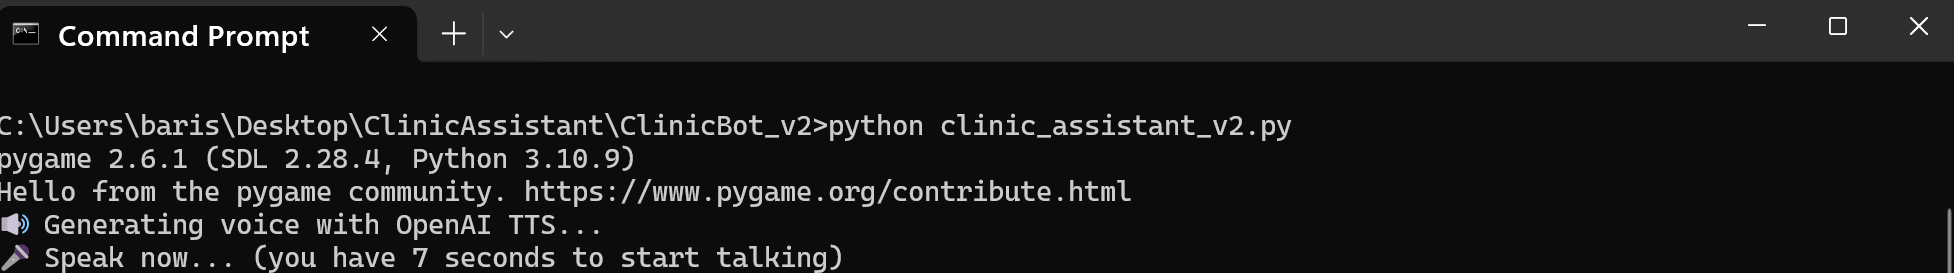 Command Prompt
C:\Users\baris\Desktop\ClinicAssistant\ClinicBot_v2>python clinic_assistant_v2.py
pygame 2.6.1 (SDL 2.28.4, Python 3.10.9)
Hello from the pygame community. https://www.pygame.org/contribute.html
🔊 Generating voice with OpenAI TTS...
🎤 Speak now... (you have 7 seconds to start talking)